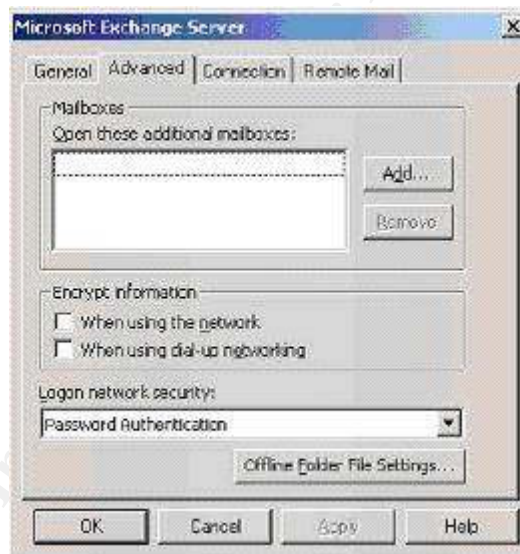 Microsoft Exchange Server
General Advanced Connection Remote Mail
Mailboxes
Open these additional mailboxes:
Add...
Remove
Encrypt information
When using the network
When using dial-up networking
Logon network security:
Password Authentication
Offline Folder File Settings...
OK Cancel Apply Help